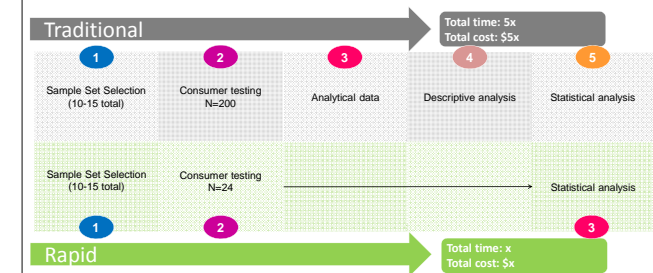 Traditional
Total time: 5x
Total cost: $5x
1
2
3
4
5
Sample Set Selection
(10-15 total)
Consumer testing
N=200
Analytical data
Descriptive analysis
Statistical analysis
Sample Set Selection
(10-15 total)
Consumer testing
N=24
Statistical analysis
1
2
3
Rapid
Total time: x
Total cost: $x